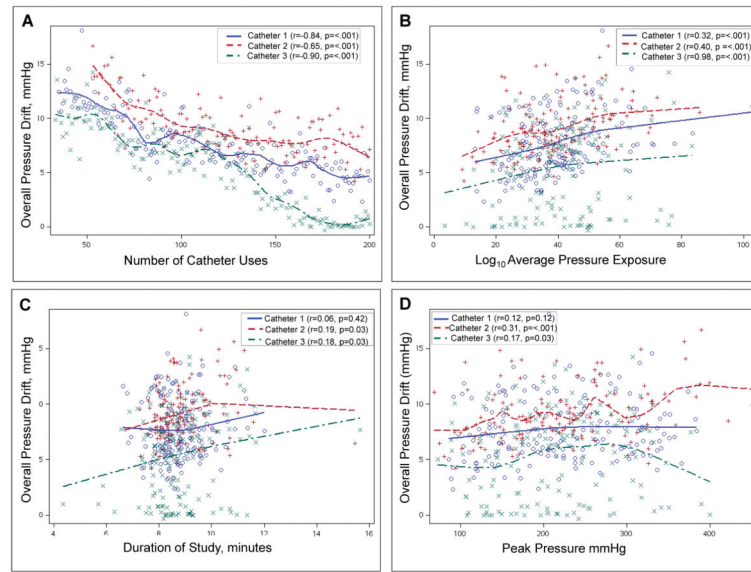 A
Catheter 1 (r=-0.84, p=<.001)
Catheter 2 (r=-0.65, p=<.001)
Catheter 3 (r=-0.90, p=<.001)
Overall Pressure Drift, mmHg
15
10
5
0
50
100
150
200
Number of Catheter Uses
B
Catheter 1 (r=0.32, p=<.001)
Catheter 2 (r=0.40, p =<.001)
Catheter 3 (r=0.98, p=<.001)
Overall Pressure Drift, mmHg
15
10
5
0
20
40
60
80
100
Log10 Average Pressure Exposure
C
Catheter 1 (r=0.06, p=0.42)
Catheter 2 (r=0.19, p=0.03)
Catheter 3 (r=0.18, p=0.03)
Overall Pressure Drift, mmHg
5
0
5
0
4
6
8
10
12
14
16
Duration of Study, minutes
D
Catheter 1 (r=0.12, p=0.12)
Catheter 2 (r=0.31, p=<.001)
Catheter 3 (r=0.17, p=0.03)
Overall Pressure Drift (mmHg)
15
10
5
0
100
200
300
400
Peak Pressure mmHg